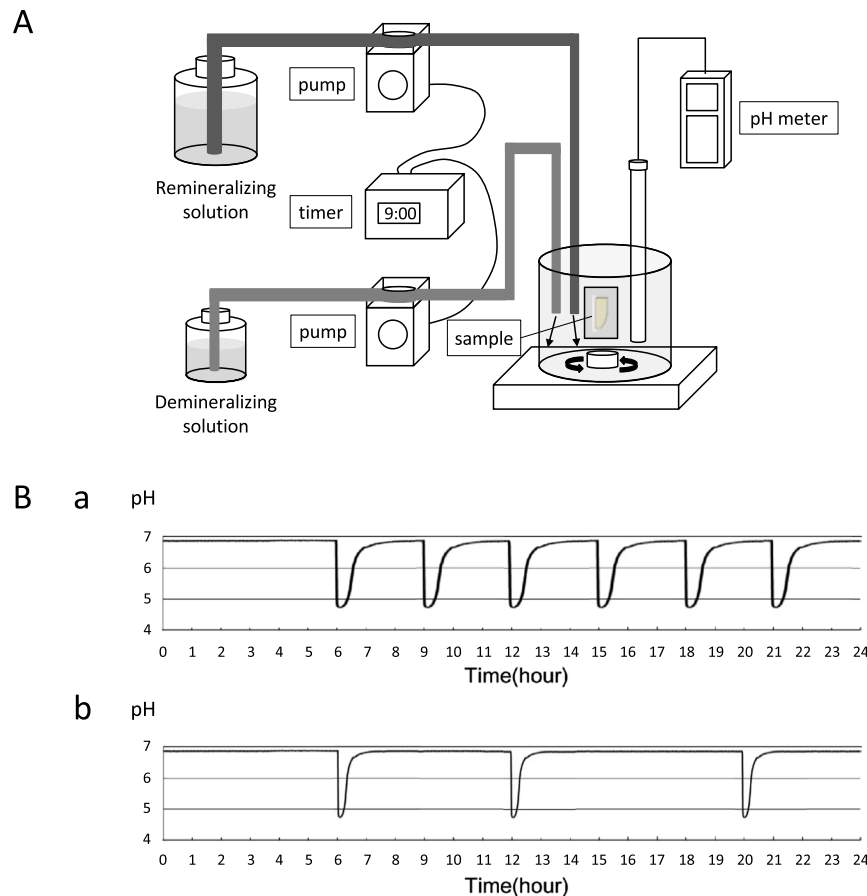 A
pump
pH meter
Remineralizing
solution
timer
9:00
pump
sample
Demineralizing
solution
B a pH
7
6
5
4
0 1 2 3 4 5 6 7 8 9 10 11 12 13 14 15 16 17 18 19 20 21 22 23 24
Time(hour)
b pH
7
6
5
4
0 1 2 3 4 5 6 7 8 9 10 11 12 13 14 15 16 17 18 19 20 21 22 23 24
Time(hour)